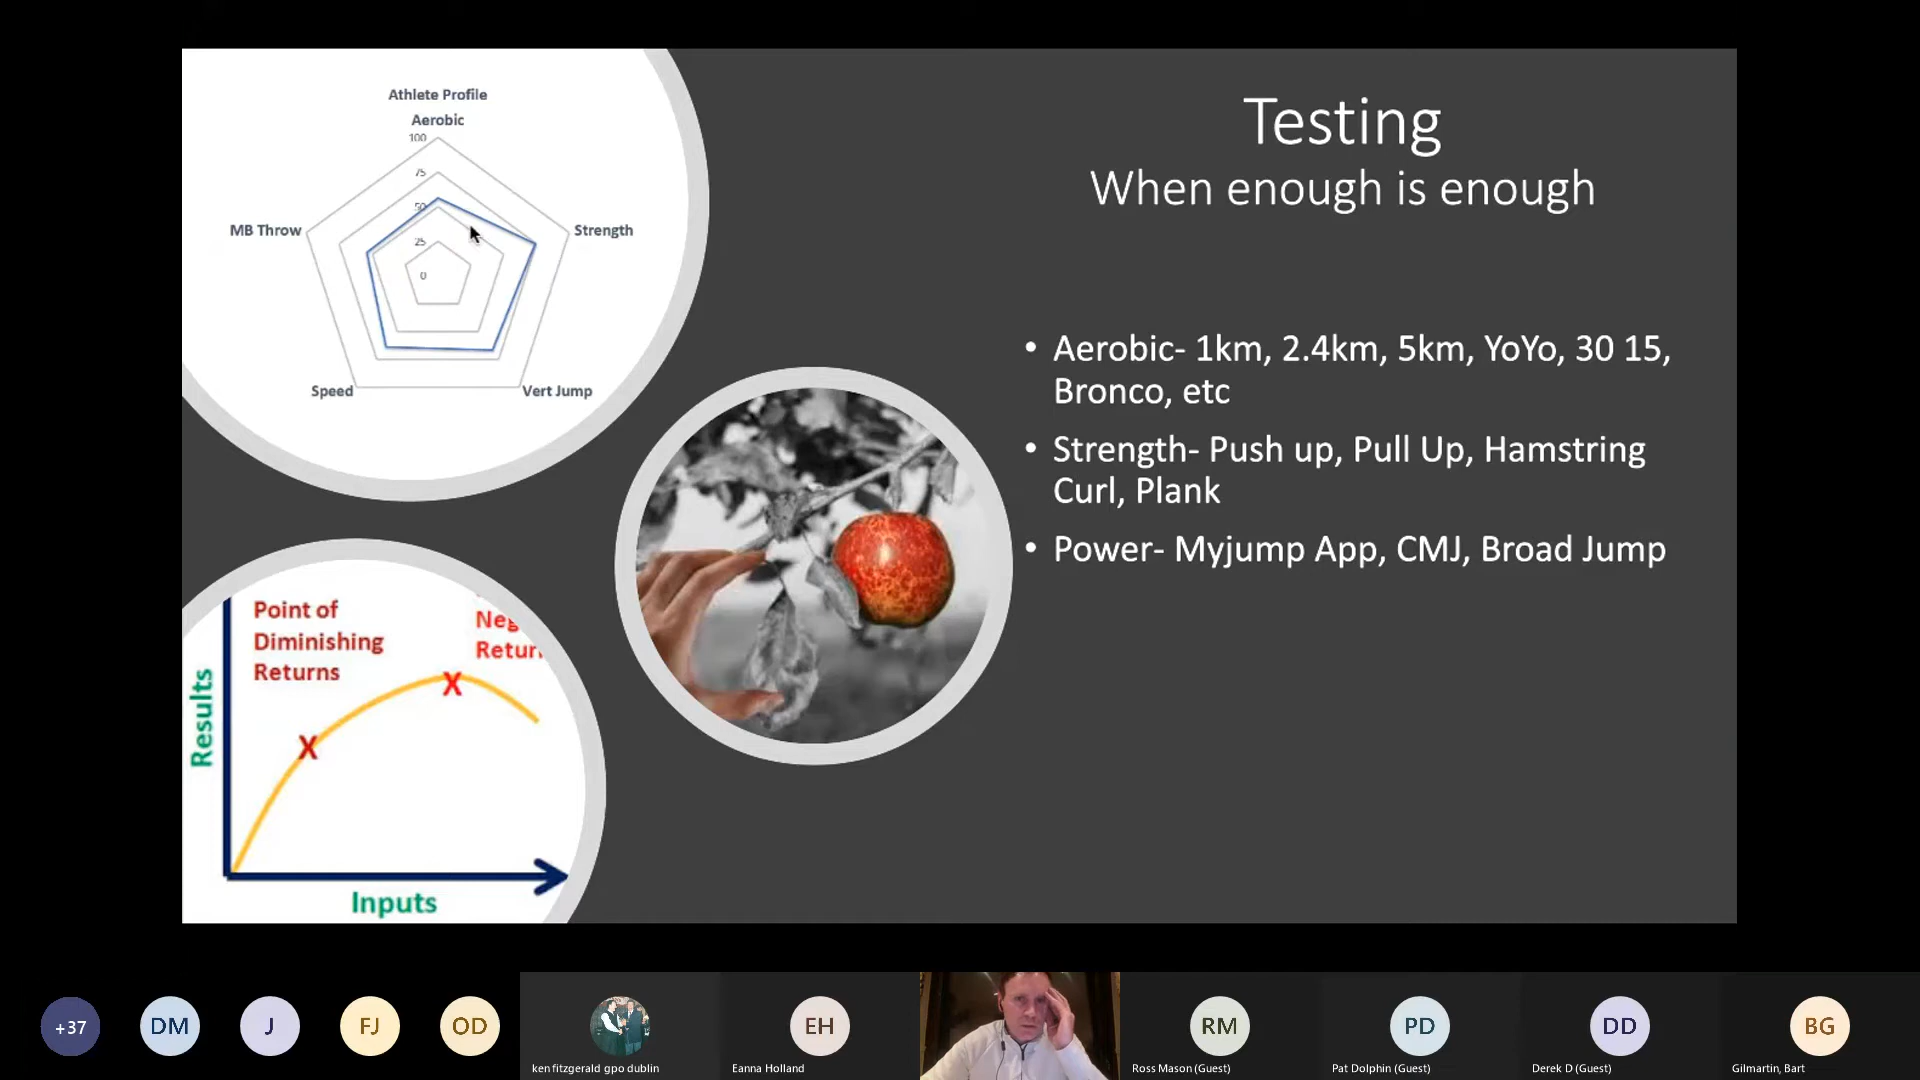 Athlete Profile
Aerobic
100
75
50
25
0
MB Throw
Strength
Speed
Vert Jump
Testing
When enough is enough
• Aerobic- 1km, 2.4km, 5km, YoYo, 30 15,
Bronco, etc
• Strength- Push up, Pull Up, Hamstring
Curl, Plank
• Power- Myjump App, CMJ, Broad Jump
Point of
Diminishing
Returns
X
X
Results
Inputs
+37
DM
J
FJ
OD
ken fitzgerald gpo dublin
EH
Eanna Holland
RM
Ross Mason (Guest)
PD
Pat Dolphin (Guest)
DD
Derek D (Guest)
BG
Gilmartin, Bart